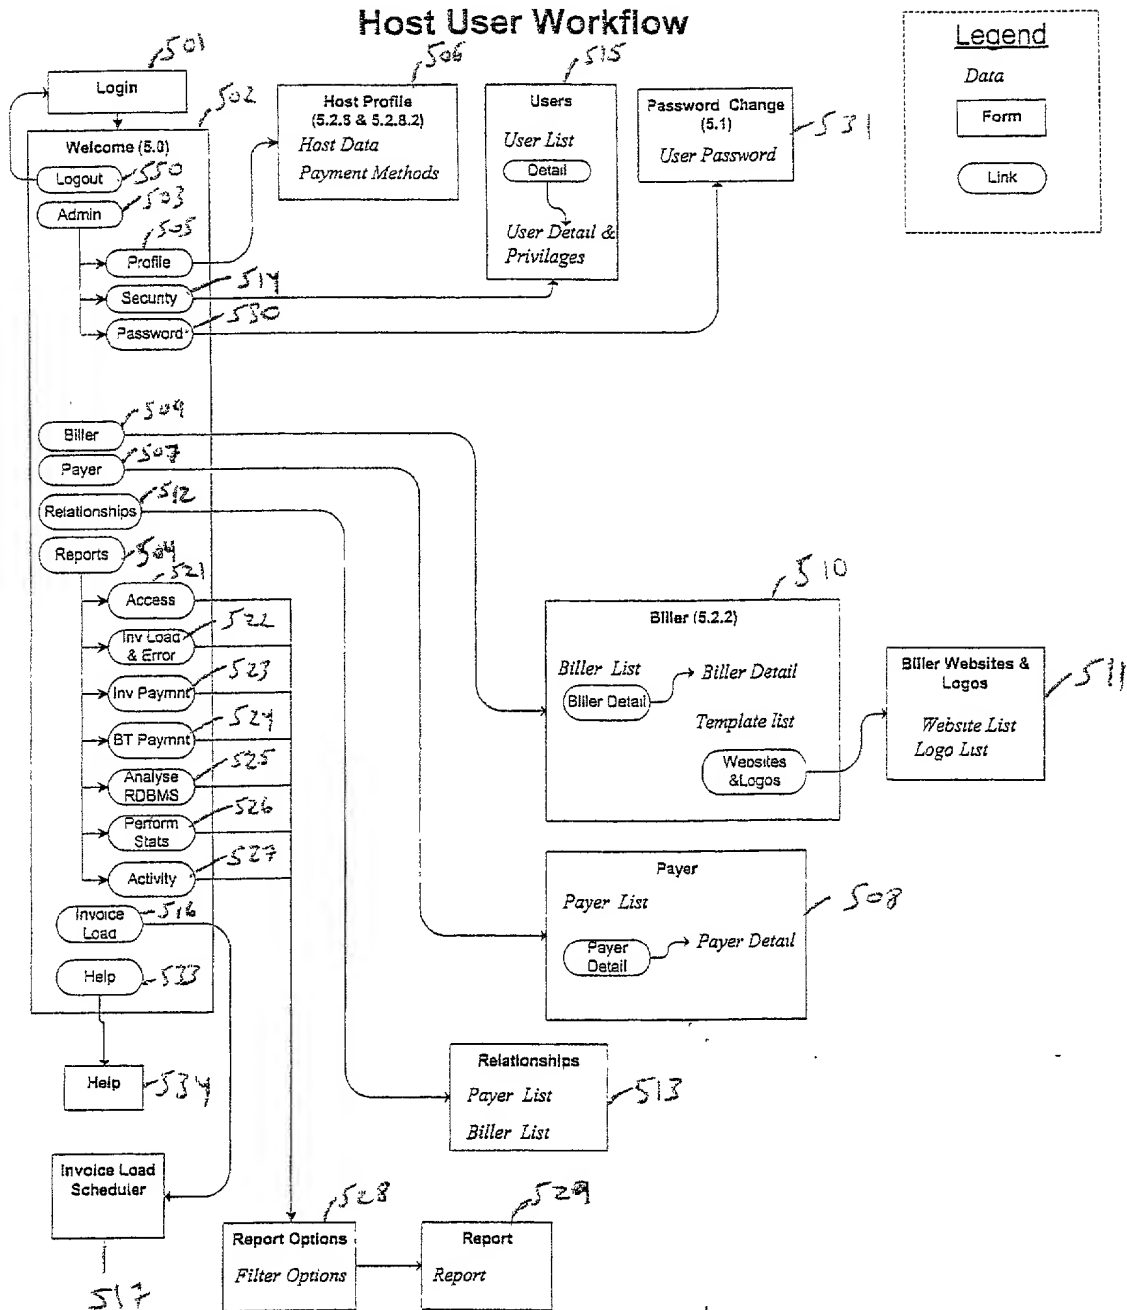 Host User Workflow
Legend
Data
Form
Link
501
Login
502
Welcome (5.0)
Logout
550
Admin
503
505
Profile
514
Security
530
Password
506
Host Profile
(5.2.8 & 5.2.8.2)
Host Data
Payment Methods
515
Users
User List
Detail
User Detail &
Privilages
Password Change
(5.1)
User Password
531
509
Biller
507
Payer
512
Relationships
Reports
504
521
Access
522
Inv Load
& Error
523
Inv Paymnt
524
BT Paymnt
525
Analyse
RDBMS
526
Perform
Stats
527
Activity
516
Invoice
Load
Help
533
Help
534
Invoice Load
Scheduler
517
510
Biller (5.2.2)
Biller List
Biller Detail
Biller Detail
Template list
Websites
&Logos
Biller Websites &
Logos
Website List
Logo List
511
Payer
Payer List
Payer
Detail
Payer Detail
508
Relationships
Payer List
Biller List
513
528
Report Options
Filter Options
529
Report
Report